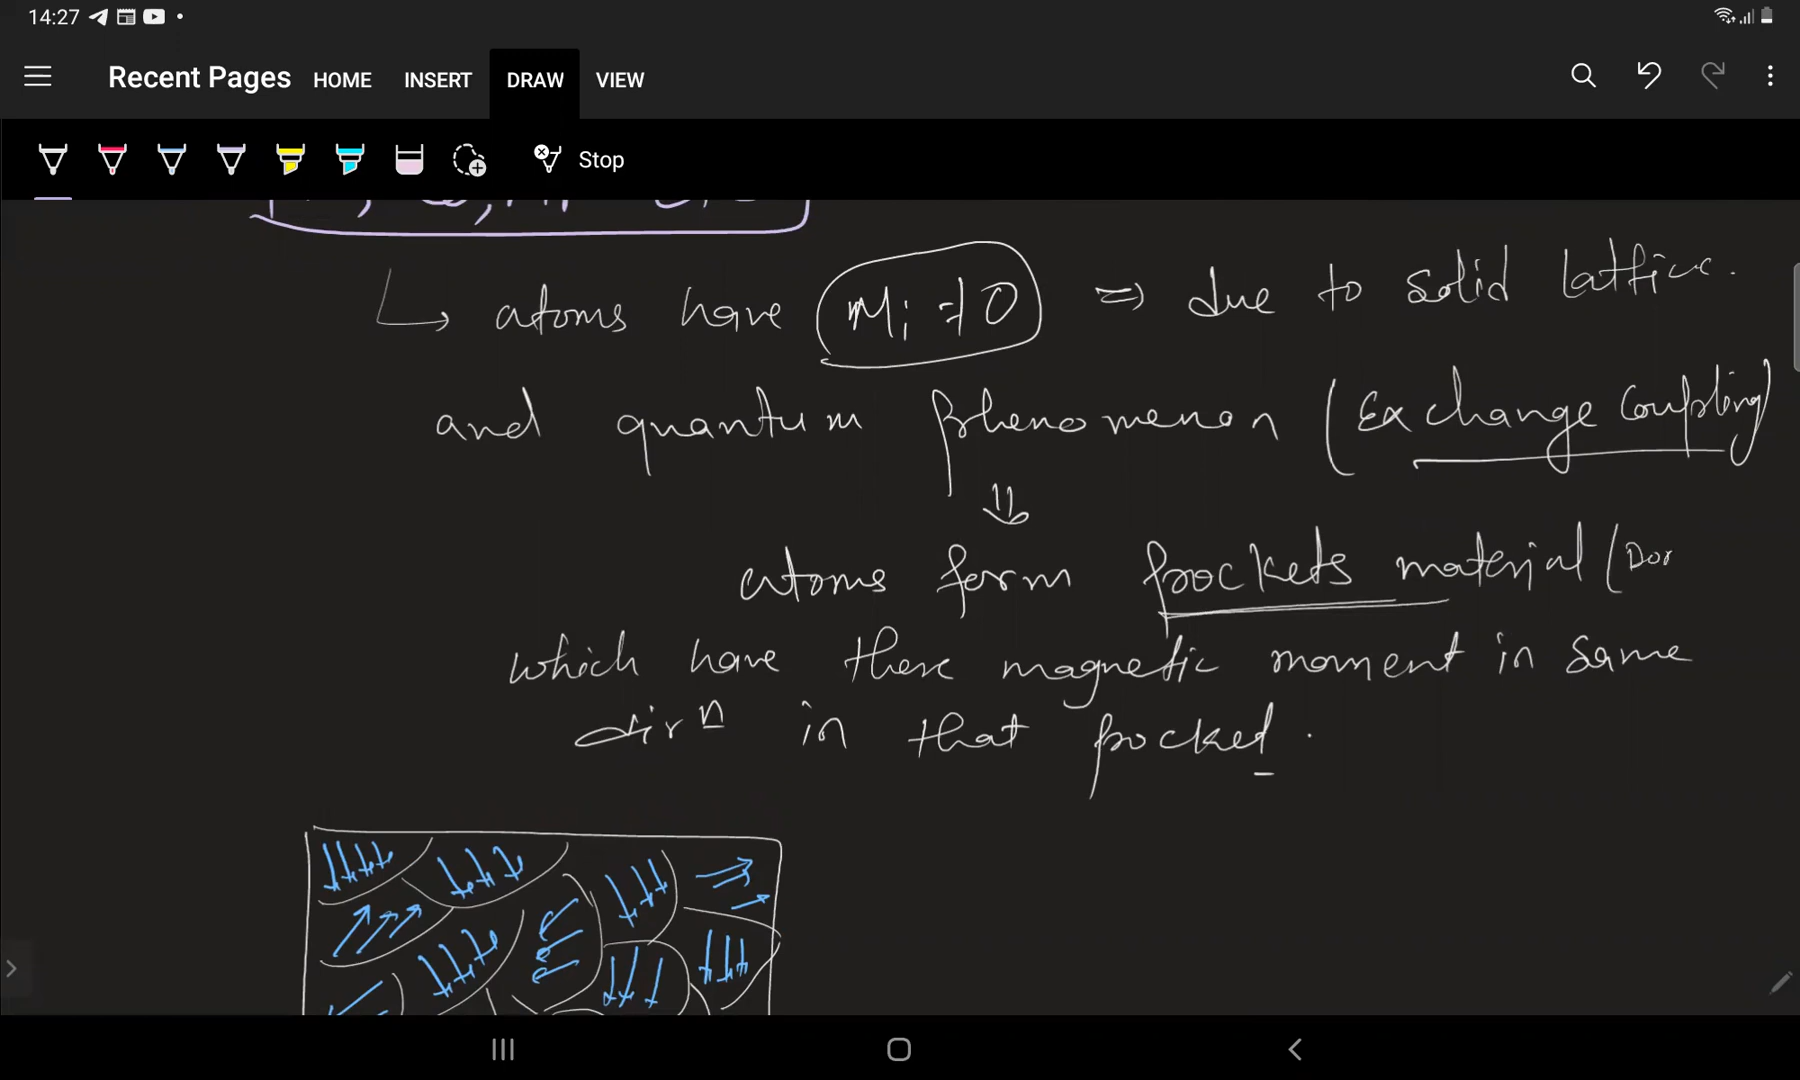 14:27
Recent Pages HOME INSERT DRAW VIEW
Stop
atoms have Mi ≠ 0 => due to solid lattice.
and quantum phenomenon (Exchange Coupling)
atoms form pockets material (Dor
which have there magnetic moment in same
dirn in that pocket.